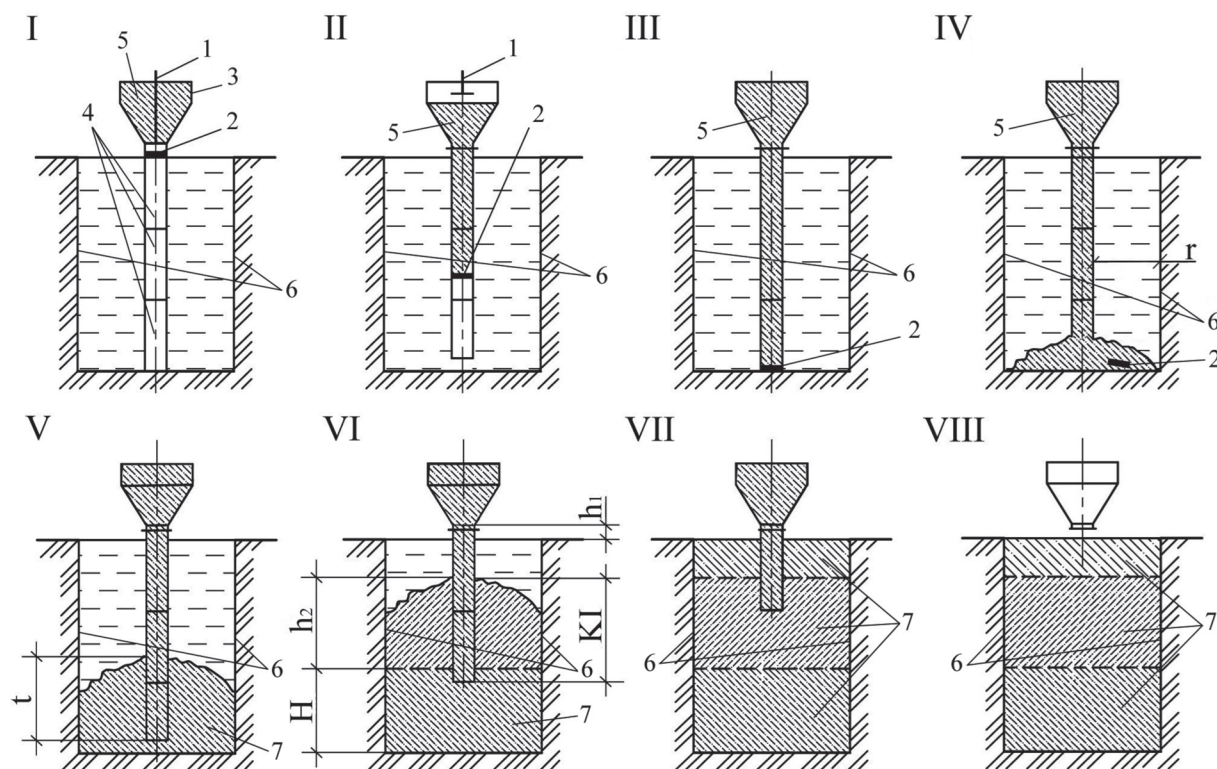 I II III IV
5 1 3 4 2 6
1 5 2 6
5 6 2
5 r 6 2
V VI VII VIII
t 6 7
h₂ H h₁ KI 6 7
6 7
6 7